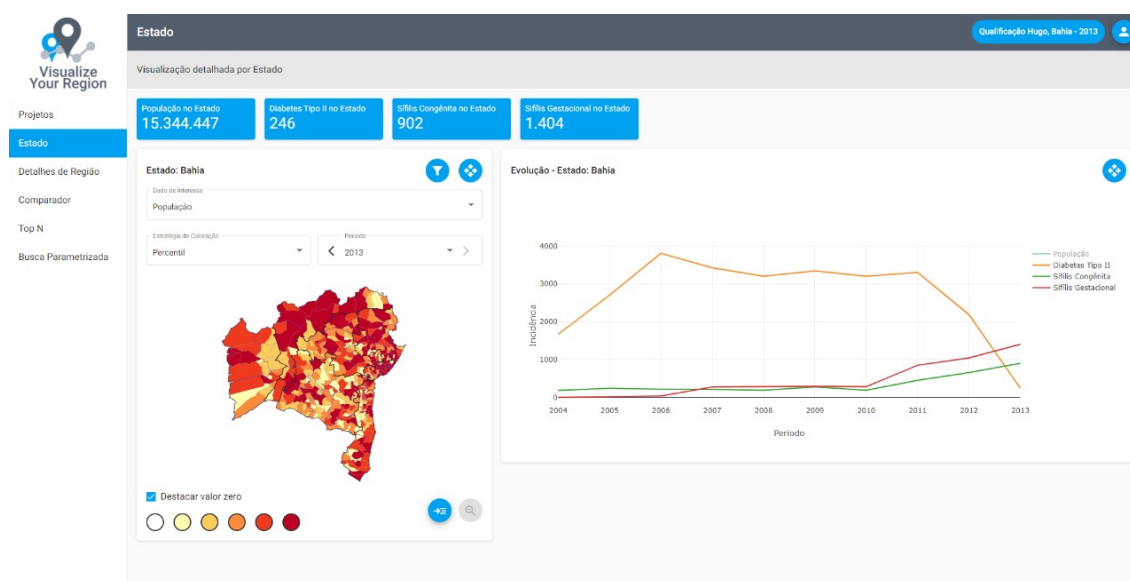 Visualize
Your Region
Projetos
Estado
Detalhes de Região
Comparador
Top N
Busca Parametrizada
Estado
Qualificação Hugo, Bahia - 2013
Visualização detalhada por Estado
População no Estado
15.344.447
Diabetes Tipo II no Estado
246
Sífilis Congênita no Estado
902
Sífilis Gestacional no Estado
1.404
Estado: Bahia
Dado de Interesse
População
Estratégia de Coloração
Percentil
Período
2013
Destacar valor zero
Evolução - Estado: Bahia
4000
3000
2000
1000
0
Incidência
2004 2005 2006 2007 2008 2009 2010 2011 2012 2013
Período
População
Diabetes Tipo II
Sífilis Congênita
Sífilis Gestacional